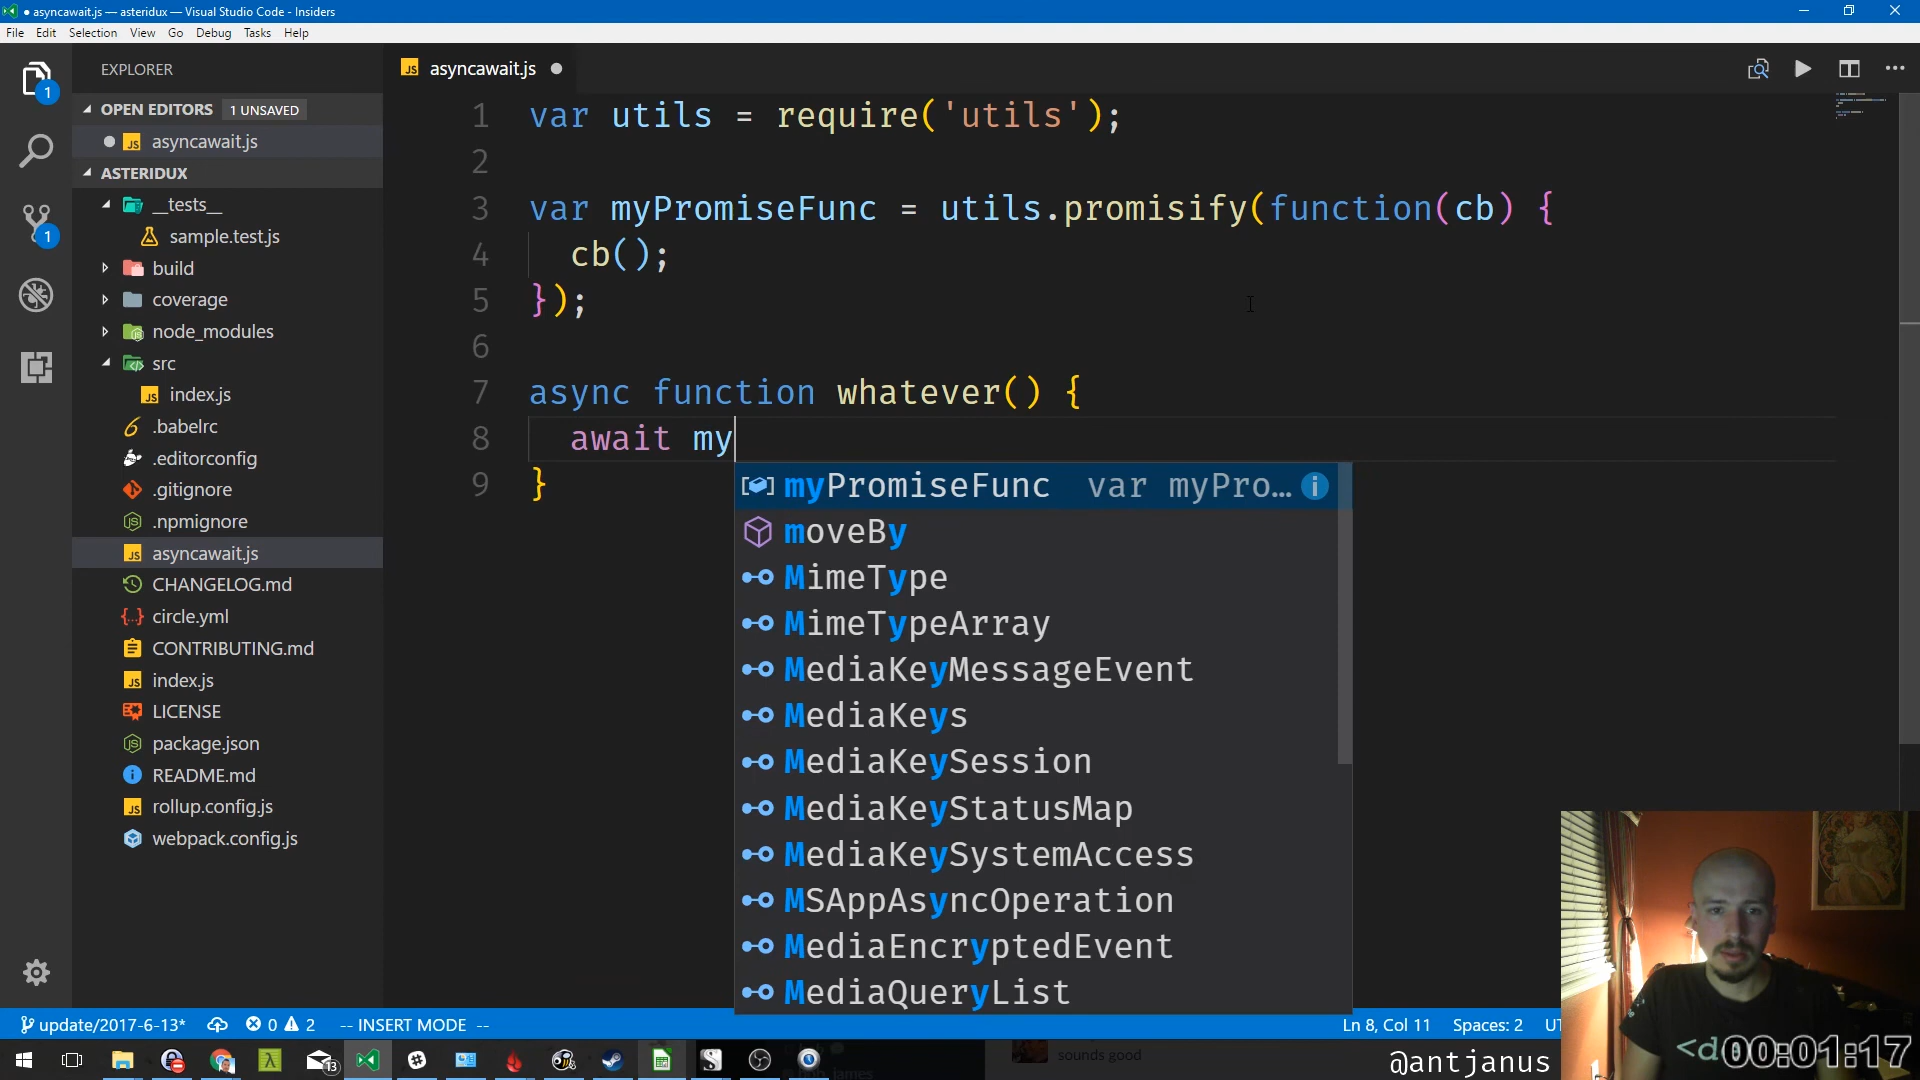 asyncawait.js — asteridux — Visual Studio Code - Insiders
File Edit Selection View Go Debug Tasks Help
EXPLORER
OPEN EDITORS 1 UNSAVED
asyncawait.js
ASTERIDUX
__tests__
sample.test.js
build
coverage
node_modules
src
index.js
.babelrc
.editorconfig
.gitignore
.npmignore
asyncawait.js
CHANGELOG.md
circle.yml
CONTRIBUTING.md
index.js
LICENSE
package.json
README.md
rollup.config.js
webpack.config.js
1
1
asyncawait.js
1 var utils = require('utils');
2
3 var myPromiseFunc = utils.promisify(function(cb) {
4 cb();
5 });
6
7 async function whatever() {
8 await my
9 }
myPromiseFunc var myPro...
moveBy
MimeType
MimeTypeArray
MediaKeyMessageEvent
MediaKeys
MediaKeySession
MediaKeyStatusMap
MediaKeySystemAccess
MSAppAsyncOperation
MediaEncryptedEvent
MediaQueryList
update/2017-6-13* 0 2 -- INSERT MODE -- Ln 8, Col 11 Spaces: 2 UT
13
sounds good
@antjanus
<d
00:01:17